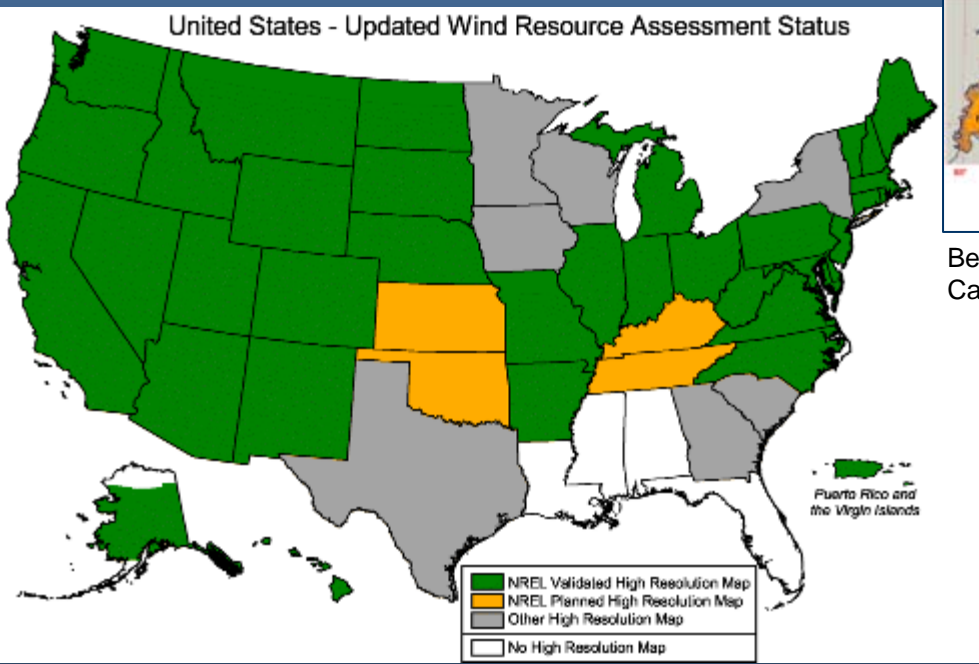 United States - Updated Wind Resource Assessment Status
Be
Ca
Puerto Rico and
the Virgin Islands
NREL Validated High Resolution Map
NREL Planned High Resolution Map
Other High Resolution Map
No High Resolution Map